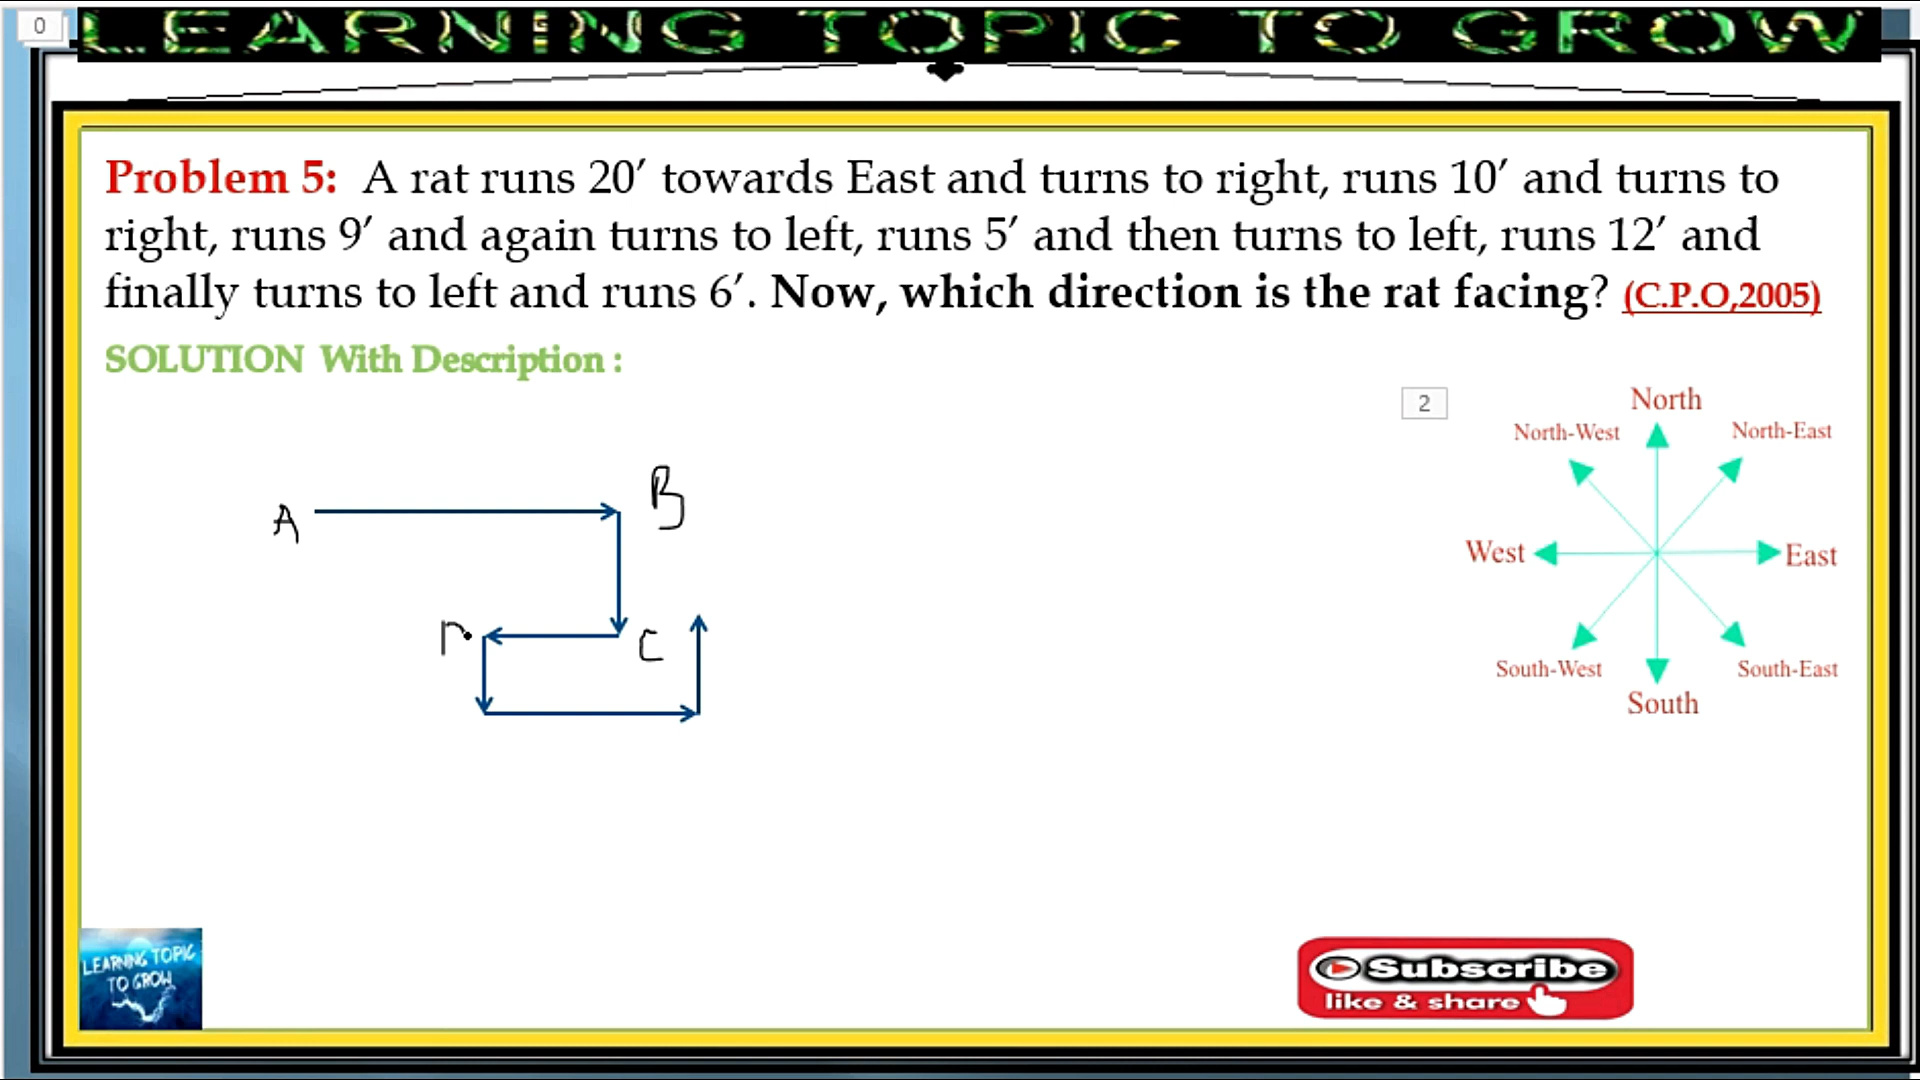 0
LEARNING TOPIC TO GROW
Problem 5: A rat runs 20′ towards East and turns to right, runs 10′ and turns to
right, runs 9′ and again turns to left, runs 5′ and then turns to left, runs 12′ and
finally turns to left and runs 6′. Now, which direction is the rat facing? (C.P.O,2005)
SOLUTION With Description :
2
North
North-West
North-East
West
East
South-West
South-East
South
A
B
C
LEARNING TOPIC
TO GROW
Subscribe
like & share